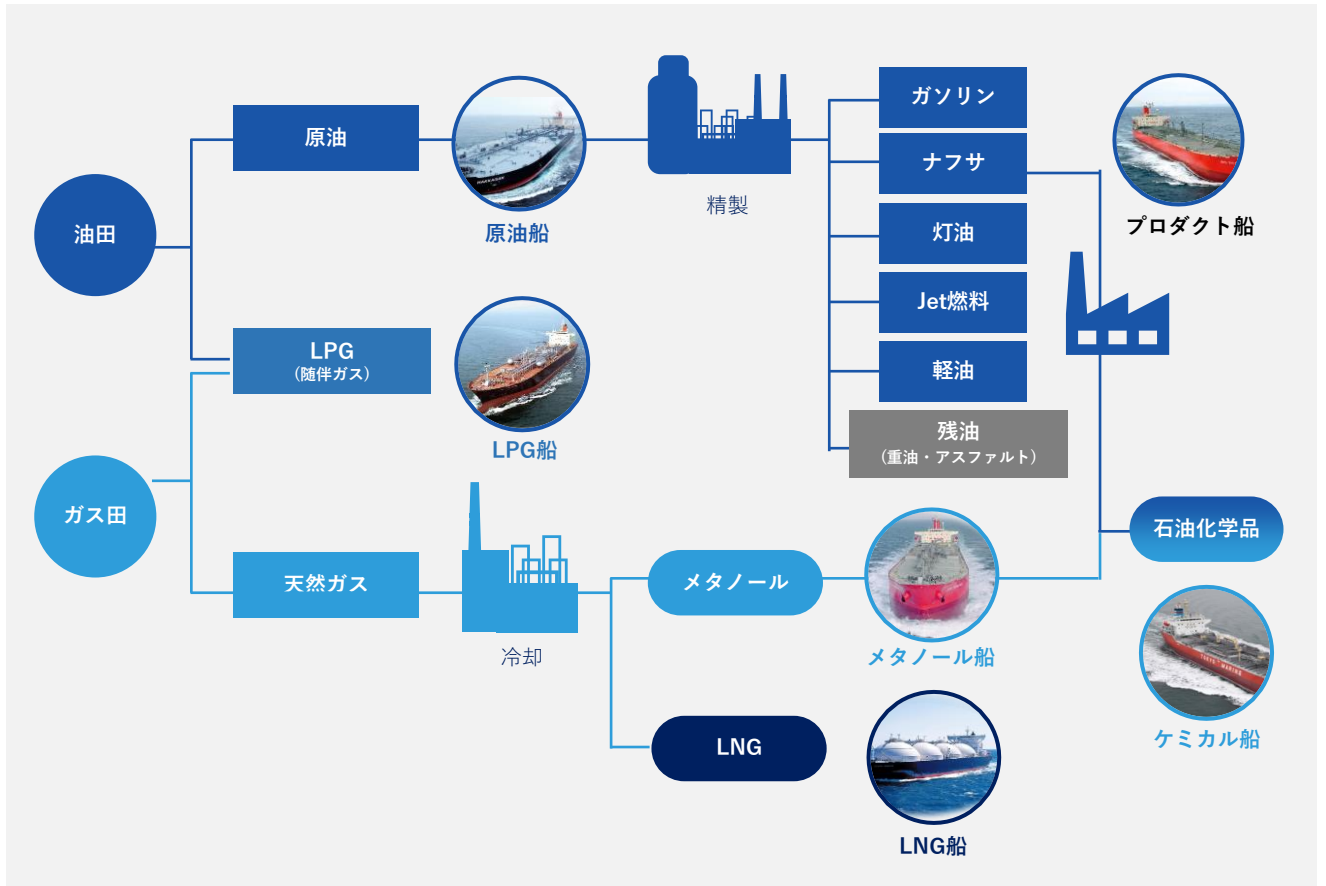 油田
原油
原油船
精製
ガソリン
ナフサ
灯油
Jet燃料
軽油
残油
（重油・アスファルト）
プロダクト船
LPG
（随伴ガス）
LPG船
ガス田
天然ガス
冷却
メタノール
メタノール船
石油化学品
ケミカル船
TOKYO MARINE
LNG
LNG船